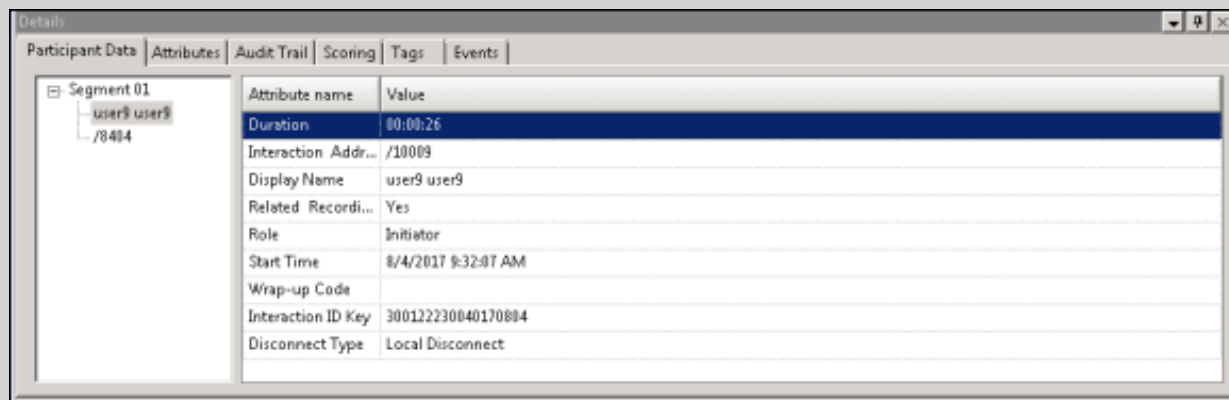 Details
Participant Data Attributes Audit Trail Scoring Tags Events
Segment 01
user9 user9
/8404
Attribute name Value
Duration 00:00:26
Interaction Addr... /10009
Display Name user9 user9
Related Recordi... Yes
Role Initiator
Start Time 8/4/2017 9:32:07 AM
Wrap-up Code
Interaction ID Key 300122230040170804
Disconnect Type Local Disconnect